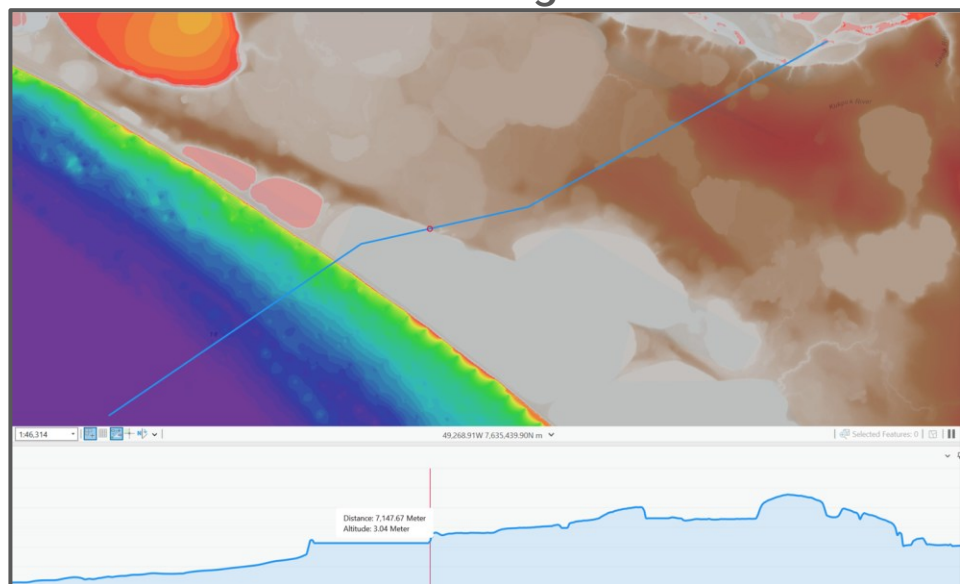 1:46,314
49,268.91W 7,635,439.90N m
Selected Features: 0
Distance: 7,147.67 Meter
Altitude: 3.04 Meter